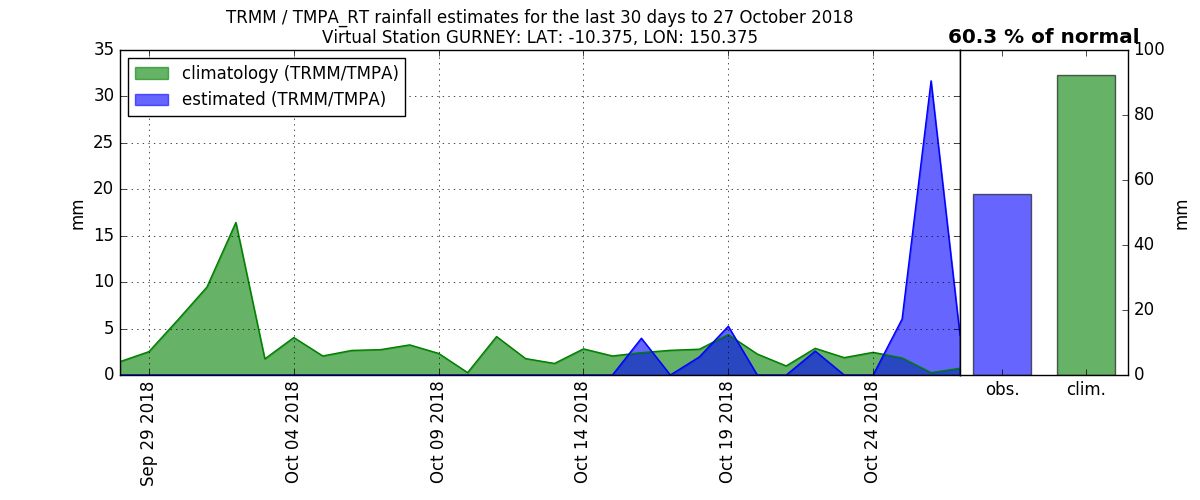 TRMM / TMPA_RT rainfall estimates for the last 30 days to 27 October 2018
Virtual Station GURNEY: LAT: -10.375, LON: 150.375
60.3 % of normal
climatology (TRMM/TMPA)
estimated (TRMM/TMPA)
35
30
25
20
15
10
5
0
mm
Sep 29 2018
Oct 04 2018
Oct 09 2018
Oct 14 2018
Oct 19 2018
Oct 24 2018
100
80
60
40
20
0
mm
obs.
clim.